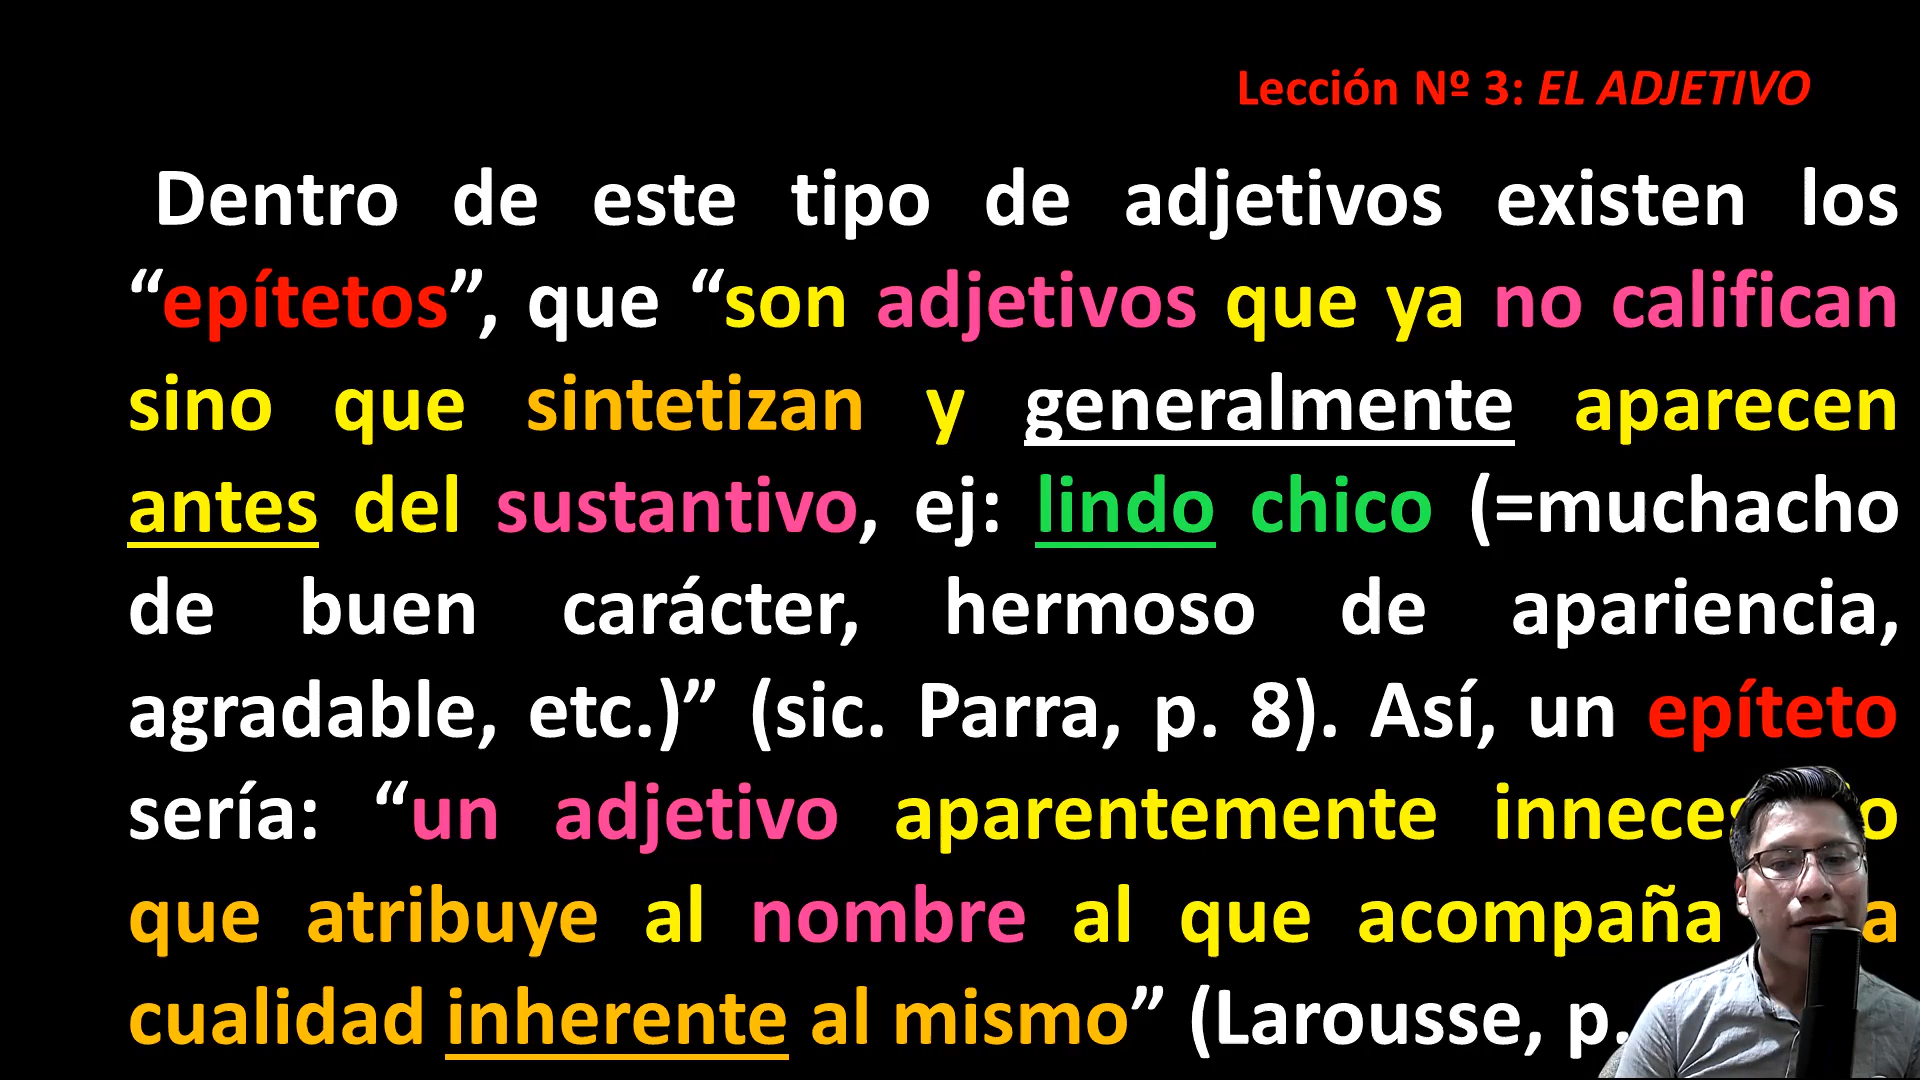 Lección Nº 3: EL ADJETIVO
Dentro de este tipo de adjetivos existen los
“epítetos”, que “son adjetivos que ya no califican
sino que sintetizan y generalmente aparecen
antes del sustantivo, ej: lindo chico (=muchacho
de buen carácter, hermoso de apariencia,
agradable, etc.)” (sic. Parra, p. 8). Así, un epíteto
sería: “un adjetivo aparentemente
que atribuye al nombre al que acompaña
cualidad inherente al mismo” (Larousse, p.